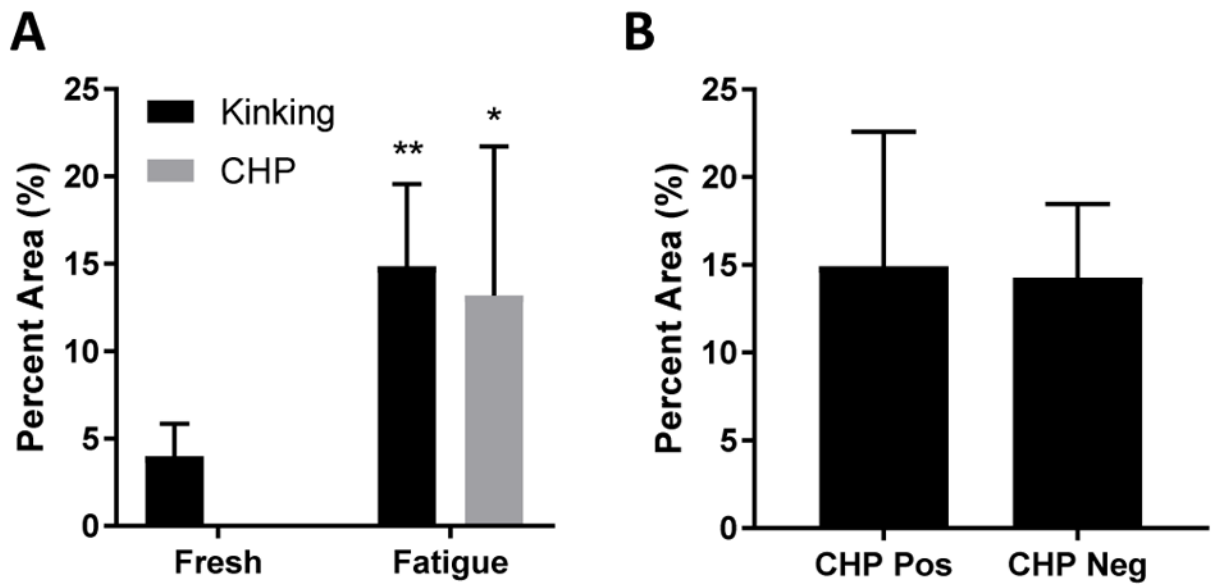 A
Percent Area (%)
25
20
15
10
5
0
Kinking
CHP
**
*
Fresh
Fatigue
B
Percent Area (%)
25
20
15
10
5
0
CHP Pos
CHP Neg